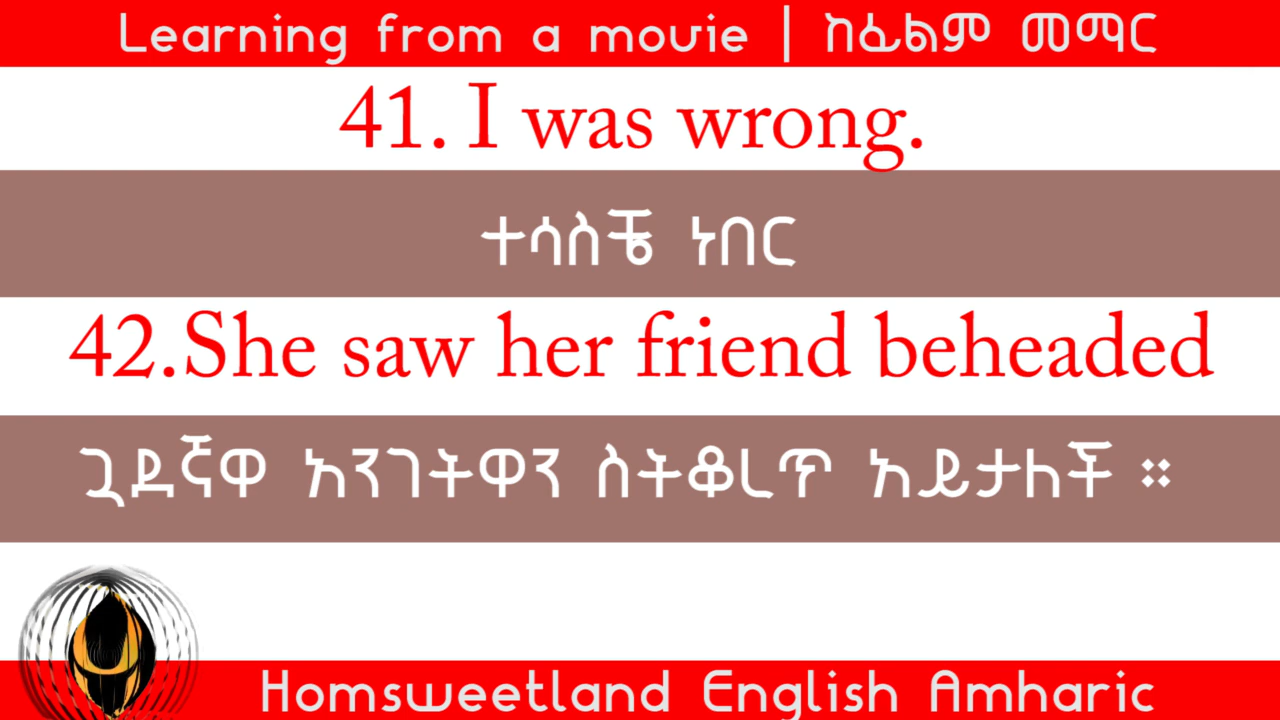 Learning from a movie | ከፊልም መማር
41. I was wrong.
ተሳስቼ ነበር
42.She saw her friend beheaded
ጓደኛዋ አንገትዋን ስትቆረጥ አይታለች ።
Homsweetland English Amharic